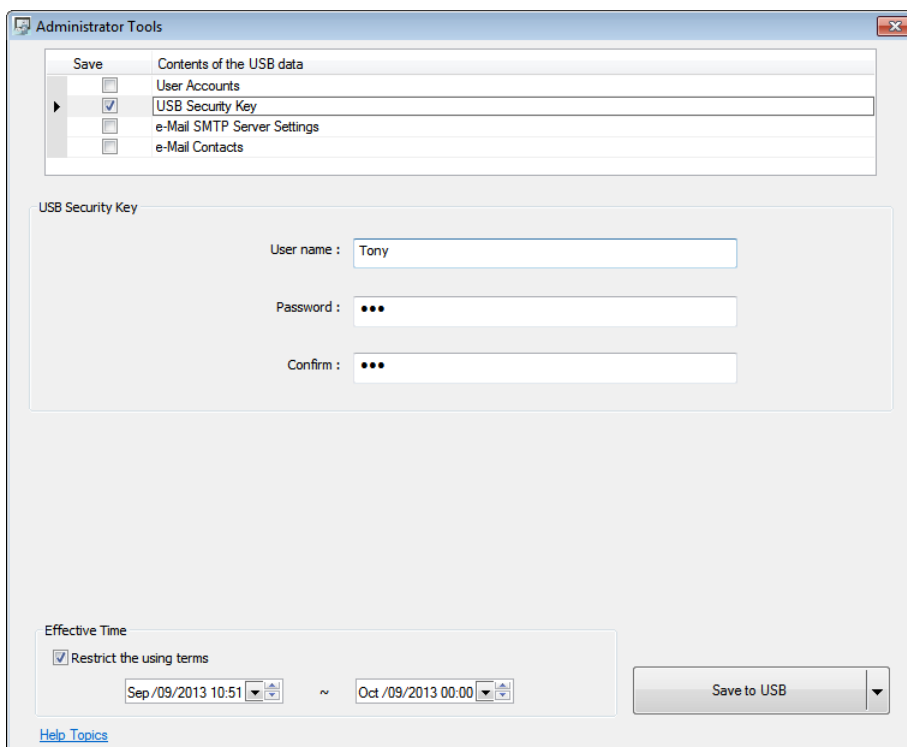 Administrator Tools
Save Contents of the USB data
User Accounts
USB Security Key
e-Mail SMTP Server Settings
e-Mail Contacts
USB Security Key
User name : Tony
Password : •••
Confirm : •••
Effective Time
Restrict the using terms
Sep /09/2013 10:51 ~ Oct /09/2013 00:00
Save to USB
Help Topics